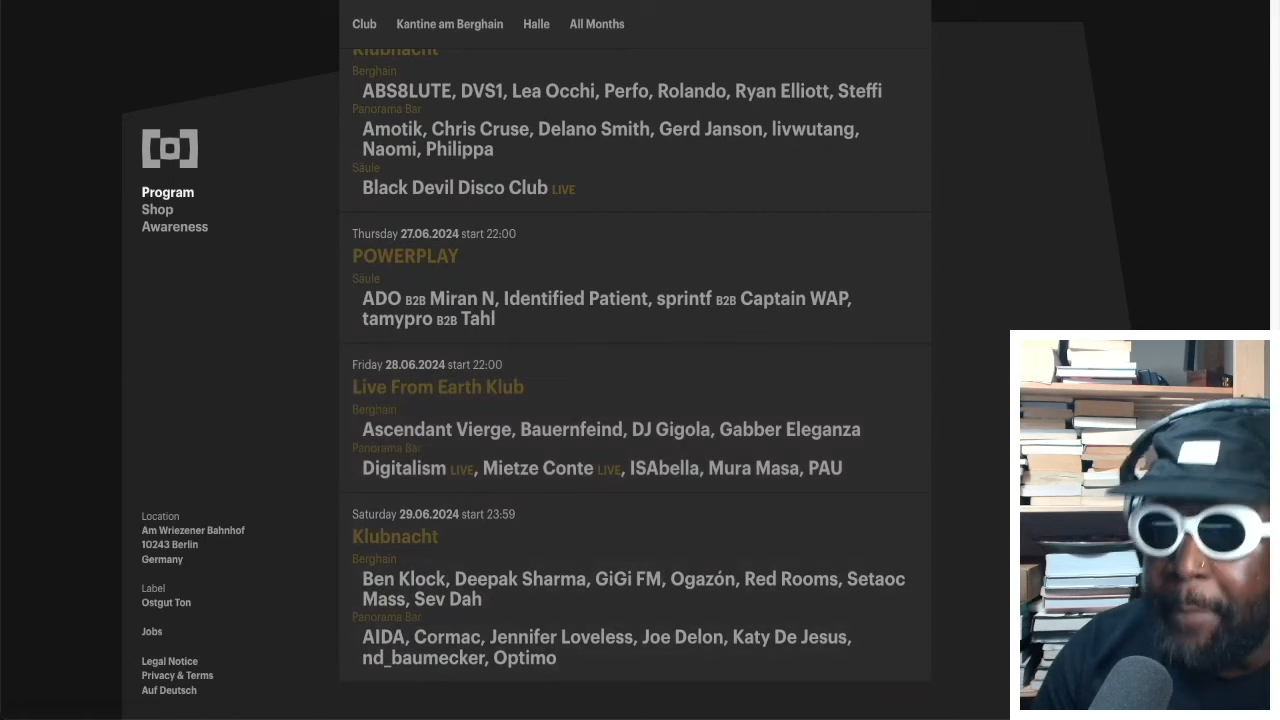 Club Kantine am Berghain Halle All Months
Klubnacht
Berghain
ABS8LUTE, DVS1, Lea Occhi, Perfo, Rolando, Ryan Elliott, Steffi
Panorama Bar
Amotik, Chris Cruse, Delano Smith, Gerd Janson, livwutang,
Naomi, Philippa
Säule
Black Devil Disco Club LIVE
Thursday 27.06.2024 start 22:00
POWERPLAY
Säule
ADO B2B Miran N, Identified Patient, sprintf B2B Captain WAP,
tamypro B2B Tahl
Friday 28.06.2024 start 22:00
Live From Earth Klub
Berghain
Ascendant Vierge, Bauernfeind, DJ Gigola, Gabber Eleganza
Panorama Bar
Digitalism LIVE, Mietze Conte LIVE, ISAbella, Mura Masa, PAU
Saturday 29.06.2024 start 23:59
Klubnacht
Berghain
Ben Klock, Deepak Sharma, GiGi FM, Ogazón, Red Rooms, Setaoc
Mass, Sev Dah
Panorama Bar
AIDA, Cormac, Jennifer Loveless, Joe Delon, Katy De Jesus,
nd_baumecker, Optimo
Program
Shop
Awareness
Location
Am Wriezener Bahnhof
10243 Berlin
Germany
Label
Ostgut Ton
Jobs
Legal Notice
Privacy & Terms
Auf Deutsch